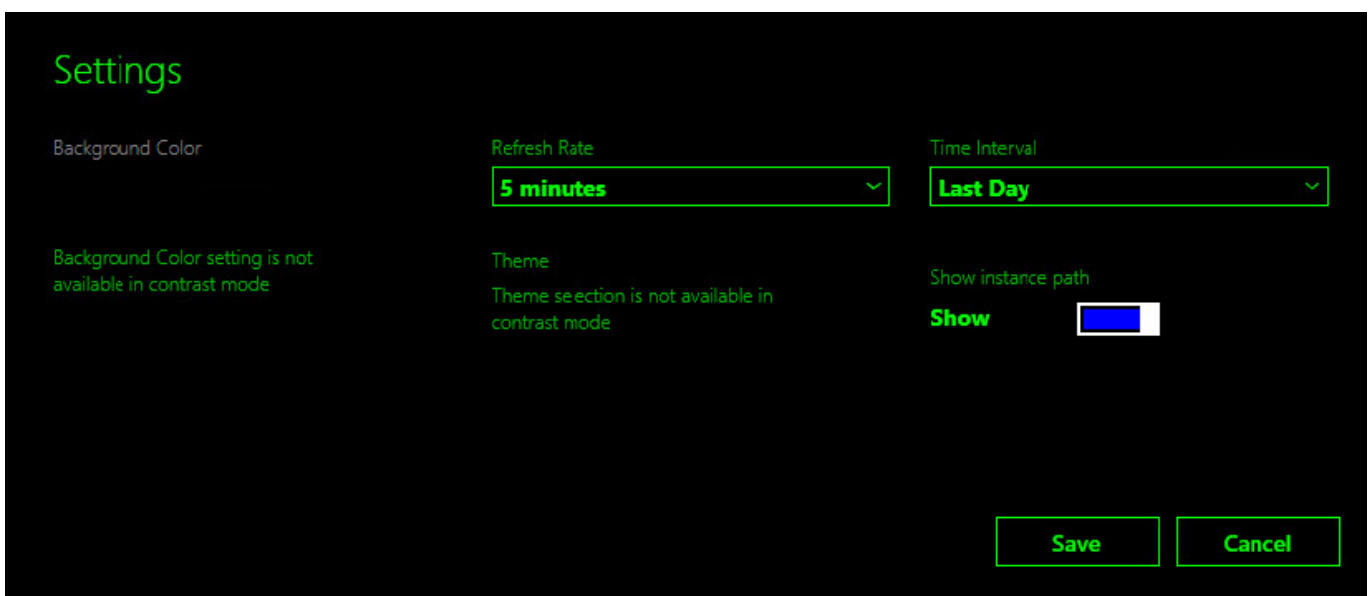 Settings
Background Color
Refresh Rate
Time Interval
5 minutes
Last Day
Background Color setting is not
available in contrast mode
Theme
Theme selection is not available in
contrast mode
Show instance path
Show
Save
Cancel